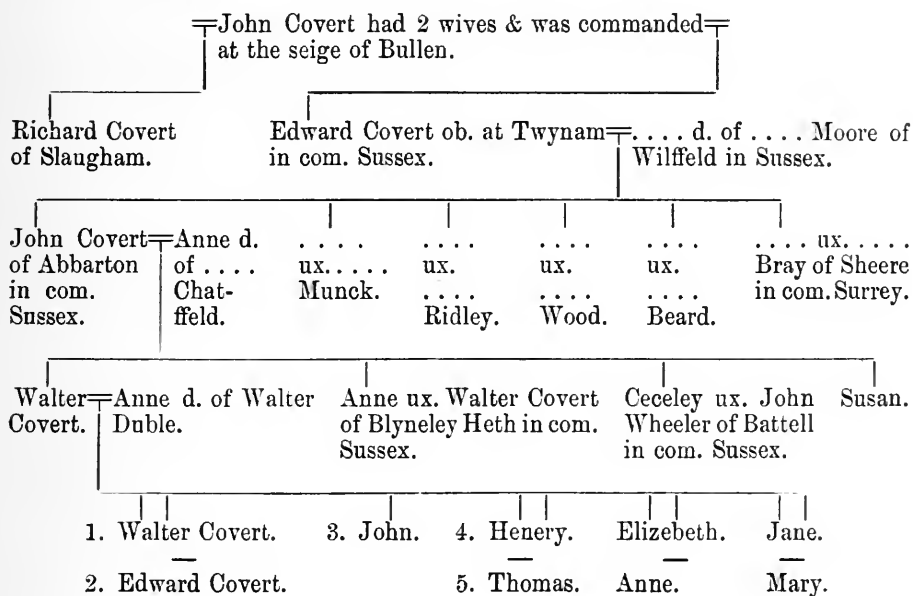 John Covert had 2 wives & was commanded
at the seige of Bullen.
Richard Covert
of Slaugham.
Edward Covert ob. at Twynam
in com. Sussex.
. . . . d. of . . . . Moore of
Wilffeld in Sussex.
John Covert
of Abbarton
in com.
Sussex.
Anne d.
of . . . .
Chat-
ffeld.
. . . .
ux. . . . .
Munck.
. . . .
ux.
. . . .
Ridley.
. . . .
ux.
. . . .
Wood.
. . . .
ux.
. . . .
Beard.
. . . . ux. . . . .
Bray of Sheere
in com. Surrey.
Walter
Covert.
Anne d. of Walter
Duble.
Anne ux. Walter Covert
of Blyneley Heth in com.
Sussex.
Ceceley ux. John
Wheeler of Battell
in com. Sussex.
Susan.
1. Walter Covert.
3. John.
4. Henery.
Elizebeth.
Jane.
2. Edward Covert.
5. Thomas.
Anne.
Mary.